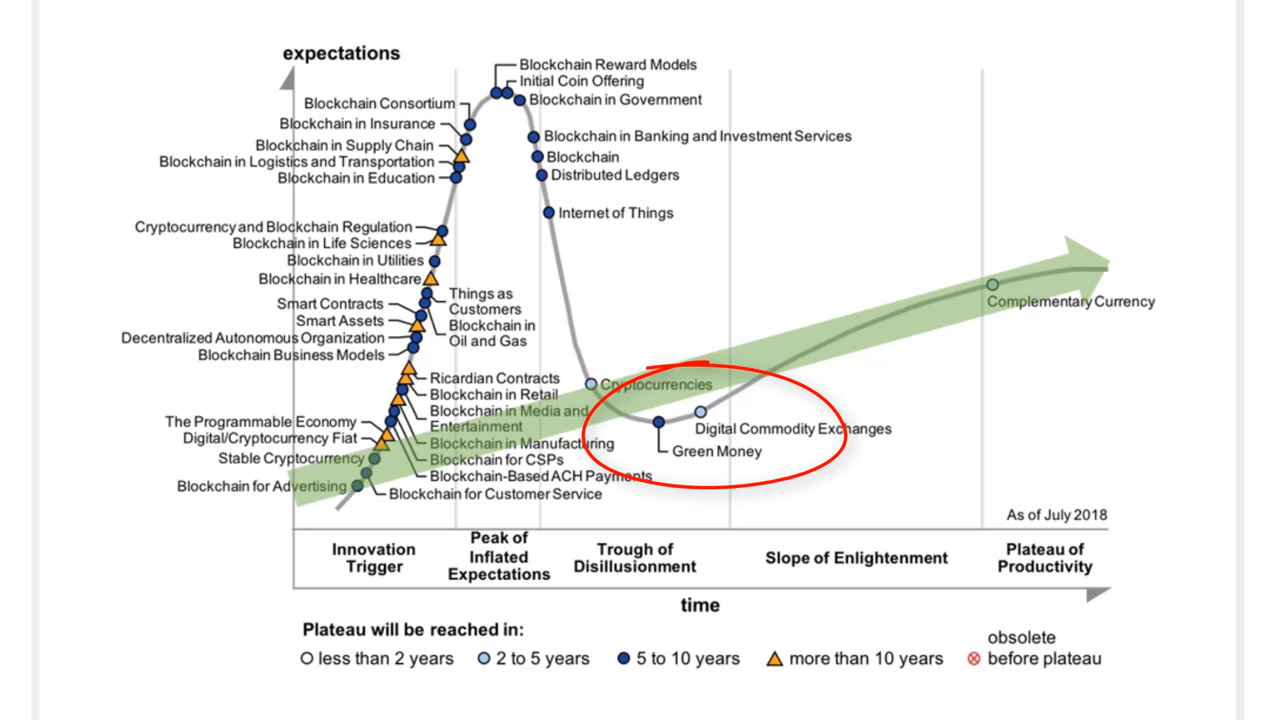 expectations
Blockchain Reward Models
Initial Coin Offering
Blockchain in Government
Blockchain Consortium
Blockchain in Insurance
Blockchain in Supply Chain
Blockchain in Logistics and Transportation
Blockchain in Education
Blockchain in Banking and Investment Services
Blockchain
Distributed Ledgers
Internet of Things
Cryptocurrency and Blockchain Regulation
Blockchain in Life Sciences
Blockchain in Utilities
Blockchain in Healthcare
Things as
Customers
Smart Contracts
Smart Assets
Blockchain in
Oil and Gas
Decentralized Autonomous Organization
Blockchain Business Models
Ricardian Contracts
Blockchain in Retail
Blockchain in Media and
Entertainment
The Programmable Economy
Digital/Cryptocurrency Fiat
Blockchain in Manufacturing
Stable Cryptocurrency
Blockchain for CSPs
Blockchain-Based ACH Payments
Blockchain for Advertising
Blockchain for Customer Service
Cryptocurrencies
Digital Commodity Exchanges
Green Money
Complementary Currency
As of July 2018
Innovation
Trigger
Peak of
Inflated
Expectations
Trough of
Disillusionment
Slope of Enlightenment
Plateau of
Productivity
time
Plateau will be reached in:
less than 2 years
2 to 5 years
5 to 10 years
more than 10 years
obsolete
before plateau